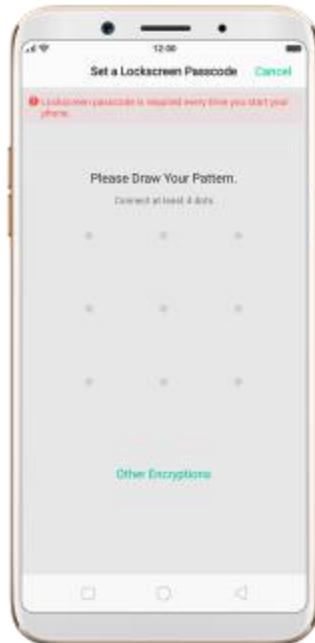 12:00
Set a Lockscreen Passcode Cancel
Lockscreen passcode is required every time you start your
phone.
Please Draw Your Pattern.
Connect at least 4 dots.
Other Encryptions